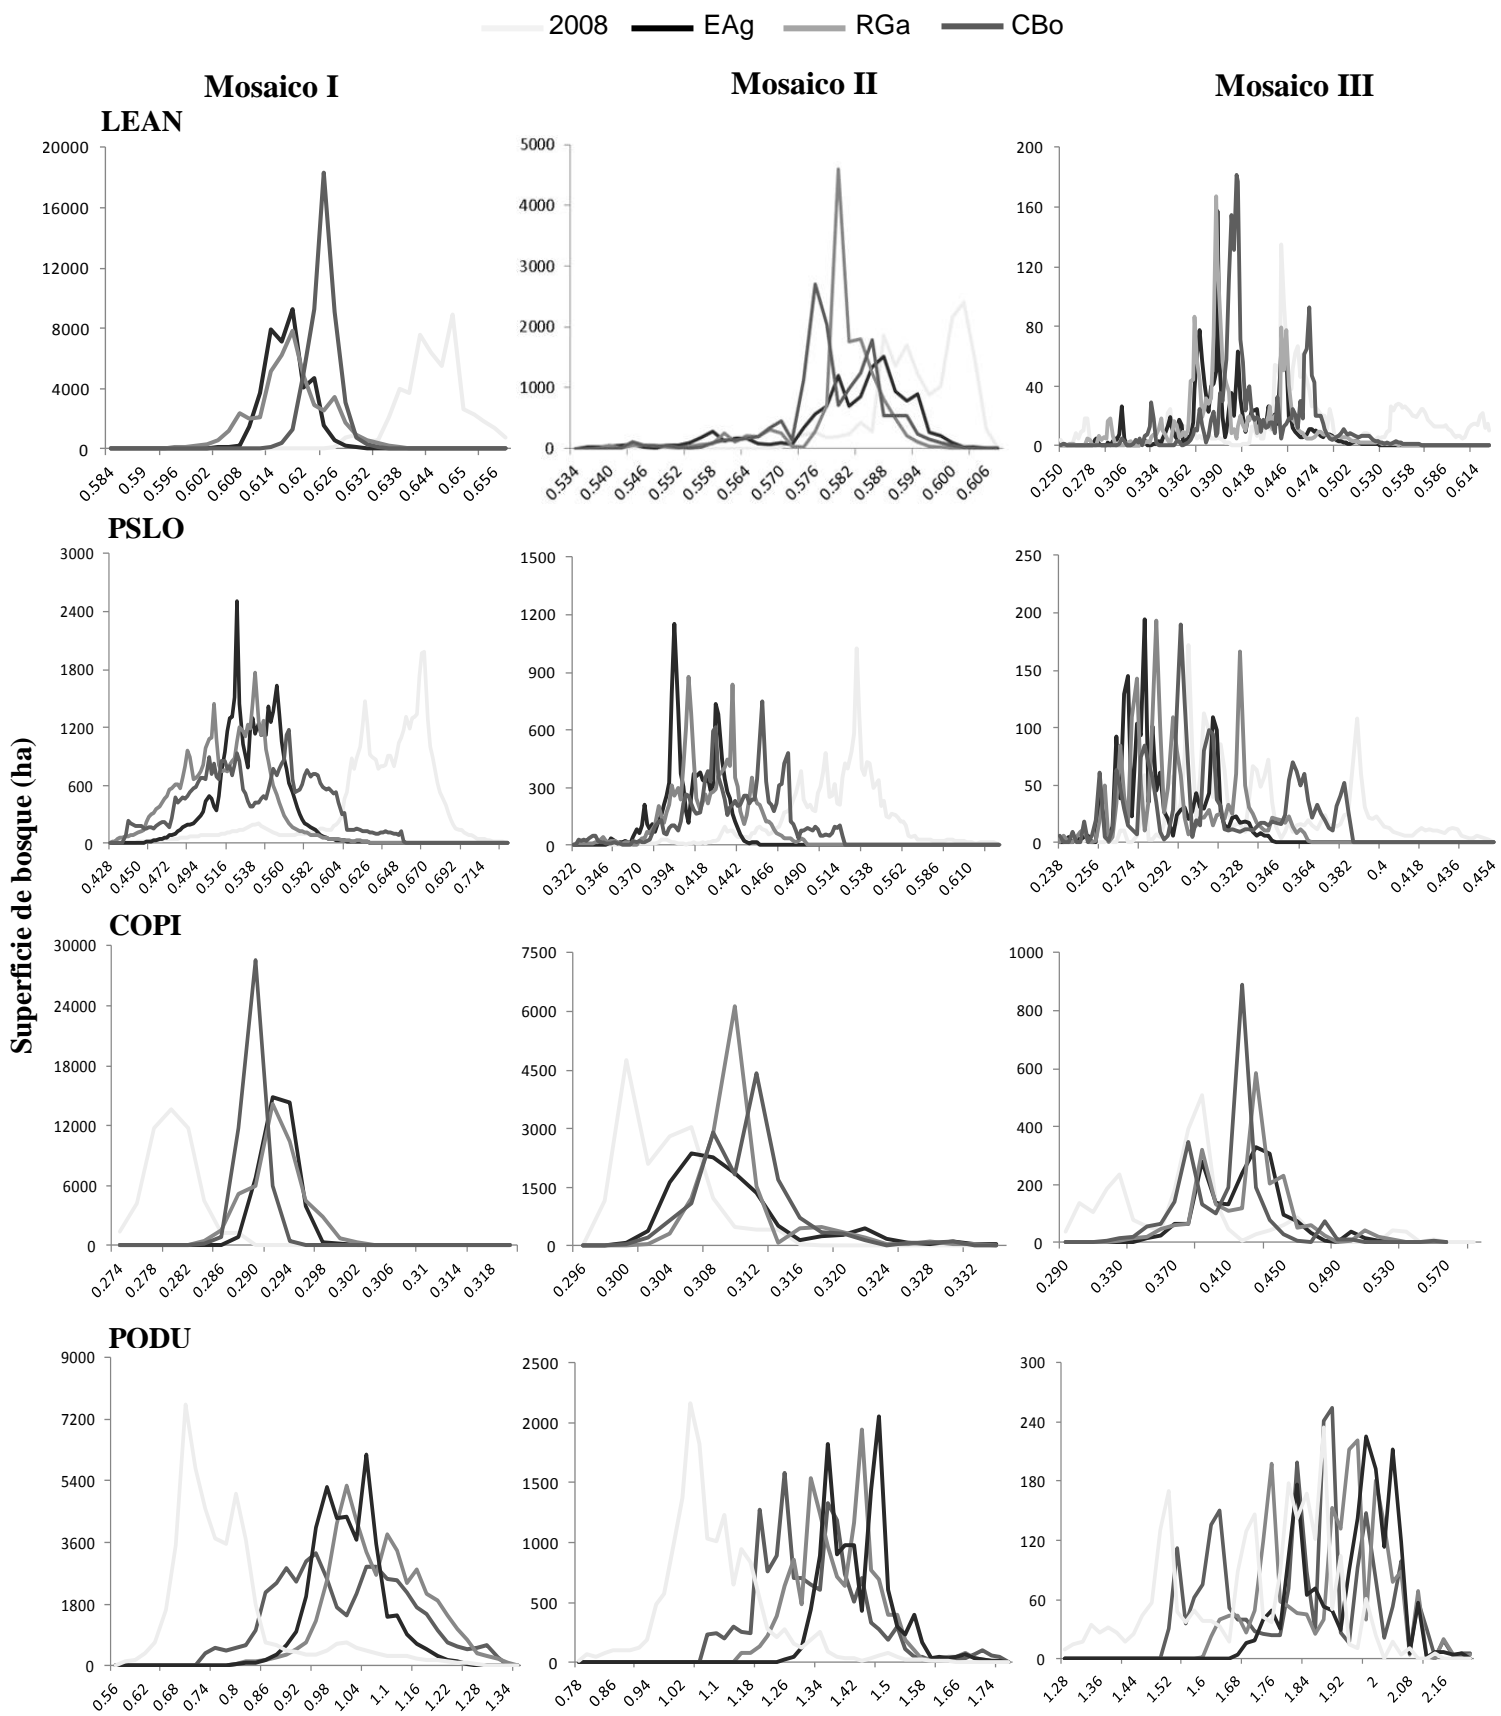 2008 EAg RGa CBo
Mosaico I Mosaico II Mosaico III
Superficie de bosque (ha)
LEAN
20000 16000 12000 8000 4000 0
0.584 0.59 0.596 0.602 0.608 0.614 0.62 0.626 0.632 0.638 0.644 0.65 0.656
5000 4000 3000 2000 1000 0
0.534 0.540 0.546 0.552 0.558 0.564 0.570 0.576 0.582 0.588 0.594 0.600 0.606
200 160 120 80 40 0
0.250 0.278 0.306 0.334 0.362 0.390 0.418 0.446 0.474 0.502 0.530 0.558 0.586 0.614
PSLO
3000 2400 1800 1200 600 0
0.428 0.450 0.472 0.494 0.516 0.538 0.560 0.582 0.604 0.626 0.648 0.670 0.692 0.714
1500 1200 900 600 300 0
0.322 0.346 0.370 0.394 0.418 0.442 0.466 0.490 0.514 0.538 0.562 0.586 0.610
250 200 150 100 50 0
0.238 0.256 0.274 0.292 0.31 0.328 0.346 0.364 0.382 0.4 0.418 0.436 0.454
COPI
30000 24000 18000 12000 6000 0
0.274 0.278 0.282 0.286 0.290 0.294 0.298 0.302 0.306 0.31 0.314 0.318
7500 6000 4500 3000 1500 0
0.296 0.300 0.304 0.308 0.312 0.316 0.320 0.324 0.328 0.332
1000 800 600 400 200 0
0.290 0.330 0.370 0.410 0.450 0.490 0.530 0.570
PODU
9000 7200 5400 3600 1800 0
0.56 0.62 0.68 0.74 0.8 0.86 0.92 0.98 1.04 1.1 1.16 1.22 1.28 1.34
2500 2000 1500 1000 500 0
0.78 0.86 0.94 1.02 1.1 1.18 1.26 1.34 1.42 1.5 1.58 1.66 1.74
300 240 180 120 60 0
1.28 1.36 1.44 1.52 1.6 1.68 1.76 1.84 1.92 2 2.08 2.16